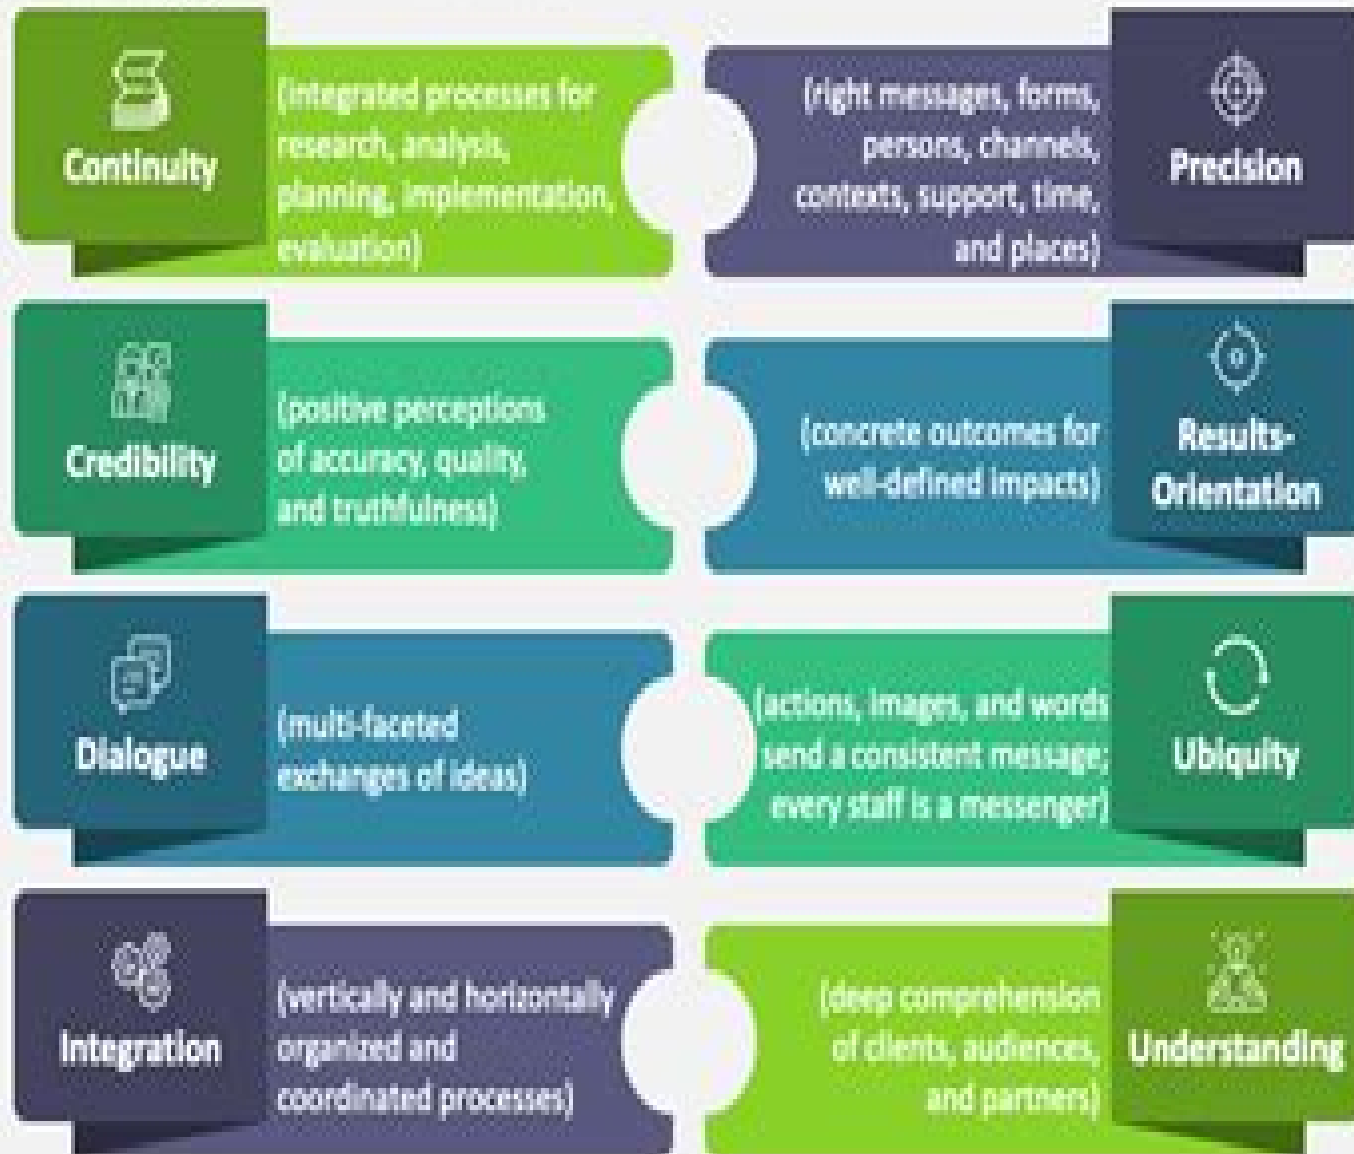 Continuity
(integrated processes for
research, analysis,
planning, implementation,
evaluation)
(right messages, forms,
persons, channels,
contexts, support, time,
and places)
Precision
Credibility
(positive perceptions
of accuracy, quality,
and truthfulness)
(concrete outcomes for
well-defined impacts)
Results-
Orientation
Dialogue
(multi-faceted
exchanges of ideas)
(actions, images, and words
send a consistent message;
every staff is a messenger)
Ubiquity
Integration
(vertically and horizontally
organized and
coordinated processes)
(deep comprehension
of clients, audiences,
and partners)
Understanding